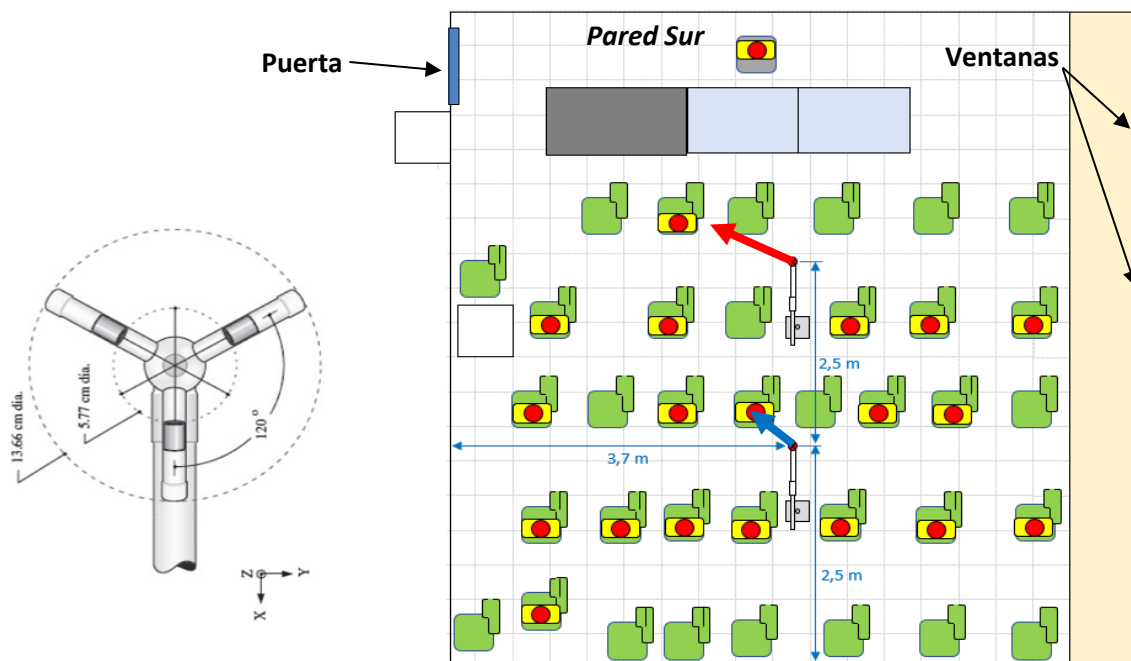 Pared Sur
Puerta
Ventanas
13.66 cm dia.
5.77 cm dia.
120 º
Z
Y
X
2,5 m
3,7 m
2,5 m